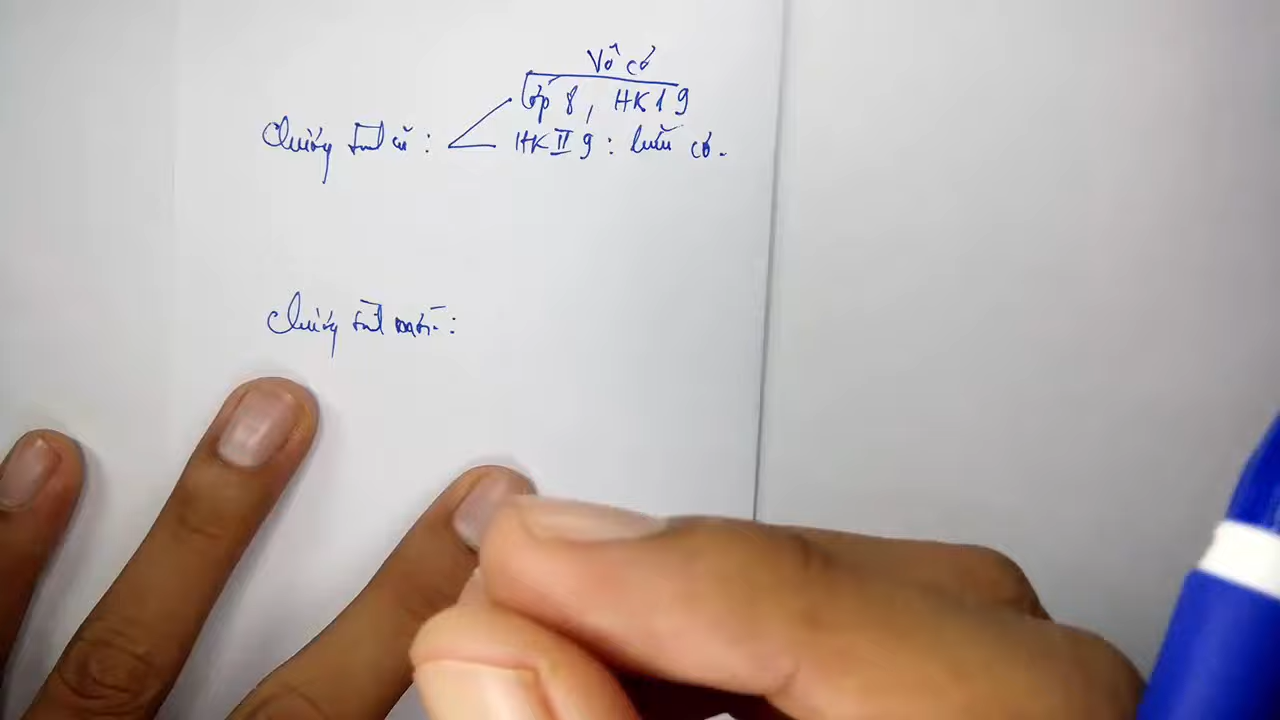 Vô cơ
Lớp 8, HK1 9
Chương trình cũ :
HKII 9 : hữu cơ.
Chương trình mới :